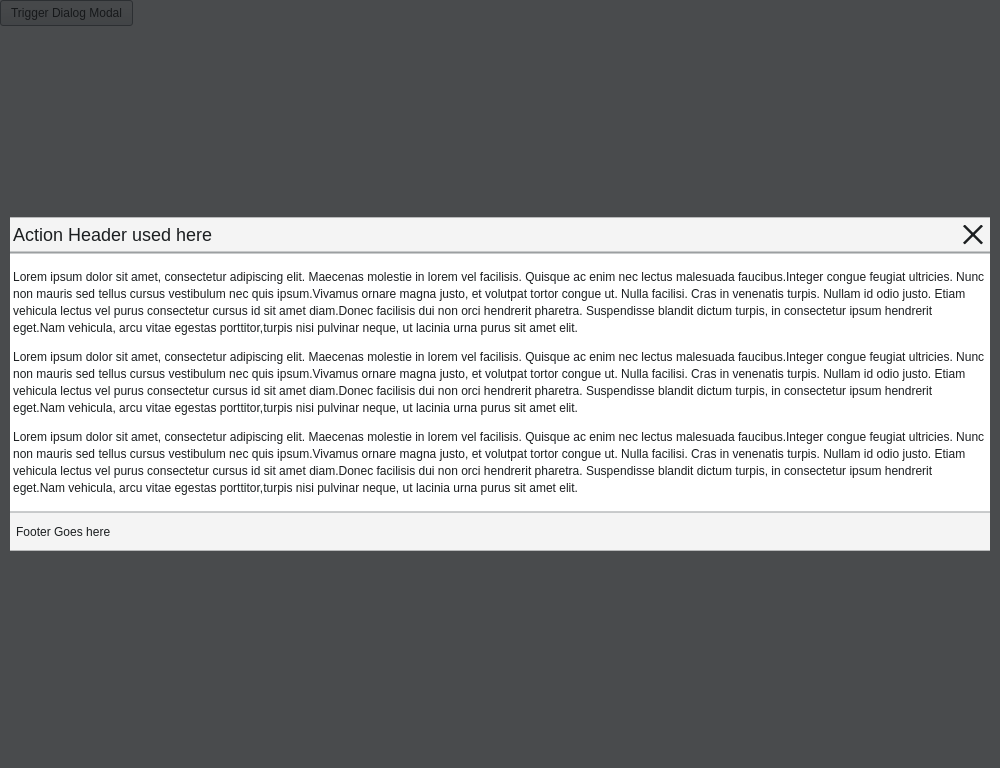 Trigger Dialog Modal
Action Header used here
Lorem ipsum dolor sit amet, consectetur adipiscing elit. Maecenas molestie in lorem vel facilisis. Quisque ac enim nec lectus malesuada faucibus.Integer congue feugiat ultricies. Nunc
non mauris sed tellus cursus vestibulum nec quis ipsum.Vivamus ornare magna justo, et volutpat tortor congue ut. Nulla facilisi. Cras in venenatis turpis. Nullam id odio justo. Etiam
vehicula lectus vel purus consectetur cursus id sit amet diam.Donec facilisis dui non orci hendrerit pharetra. Suspendisse blandit dictum turpis, in consectetur ipsum hendrerit
eget.Nam vehicula, arcu vitae egestas porttitor,turpis nisi pulvinar neque, ut lacinia urna purus sit amet elit.
Lorem ipsum dolor sit amet, consectetur adipiscing elit. Maecenas molestie in lorem vel facilisis. Quisque ac enim nec lectus malesuada faucibus.Integer congue feugiat ultricies. Nunc
non mauris sed tellus cursus vestibulum nec quis ipsum.Vivamus ornare magna justo, et volutpat tortor congue ut. Nulla facilisi. Cras in venenatis turpis. Nullam id odio justo. Etiam
vehicula lectus vel purus consectetur cursus id sit amet diam.Donec facilisis dui non orci hendrerit pharetra. Suspendisse blandit dictum turpis, in consectetur ipsum hendrerit
eget.Nam vehicula, arcu vitae egestas porttitor,turpis nisi pulvinar neque, ut lacinia urna purus sit amet elit.
Lorem ipsum dolor sit amet, consectetur adipiscing elit. Maecenas molestie in lorem vel facilisis. Quisque ac enim nec lectus malesuada faucibus.Integer congue feugiat ultricies. Nunc
non mauris sed tellus cursus vestibulum nec quis ipsum.Vivamus ornare magna justo, et volutpat tortor congue ut. Nulla facilisi. Cras in venenatis turpis. Nullam id odio justo. Etiam
vehicula lectus vel purus consectetur cursus id sit amet diam.Donec facilisis dui non orci hendrerit pharetra. Suspendisse blandit dictum turpis, in consectetur ipsum hendrerit
eget.Nam vehicula, arcu vitae egestas porttitor,turpis nisi pulvinar neque, ut lacinia urna purus sit amet elit.
Footer Goes here